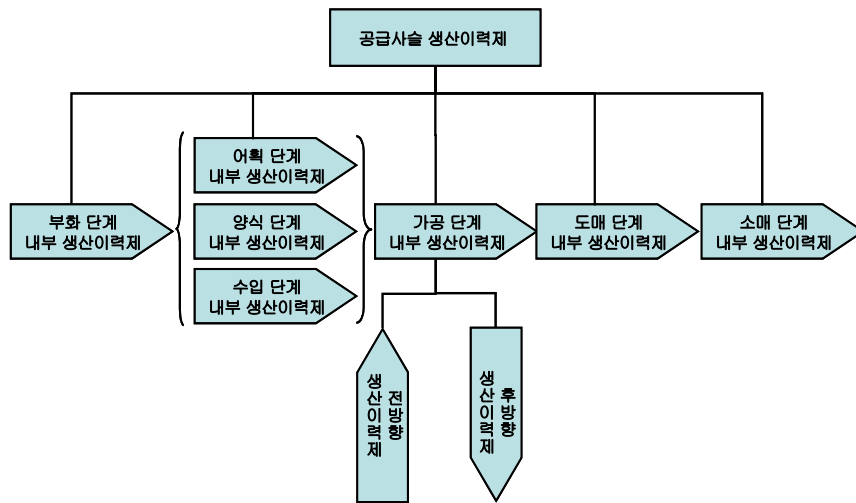 공급사슬 생산이력제
어획 단계
내부 생산이력제
부화 단계
내부 생산이력제
양식 단계
내부 생산이력제
가공 단계
내부 생산이력제
도매 단계
내부 생산이력제
소매 단계
내부 생산이력제
수입 단계
내부 생산이력제
전방향
생산이력제
후방향
생산이력제